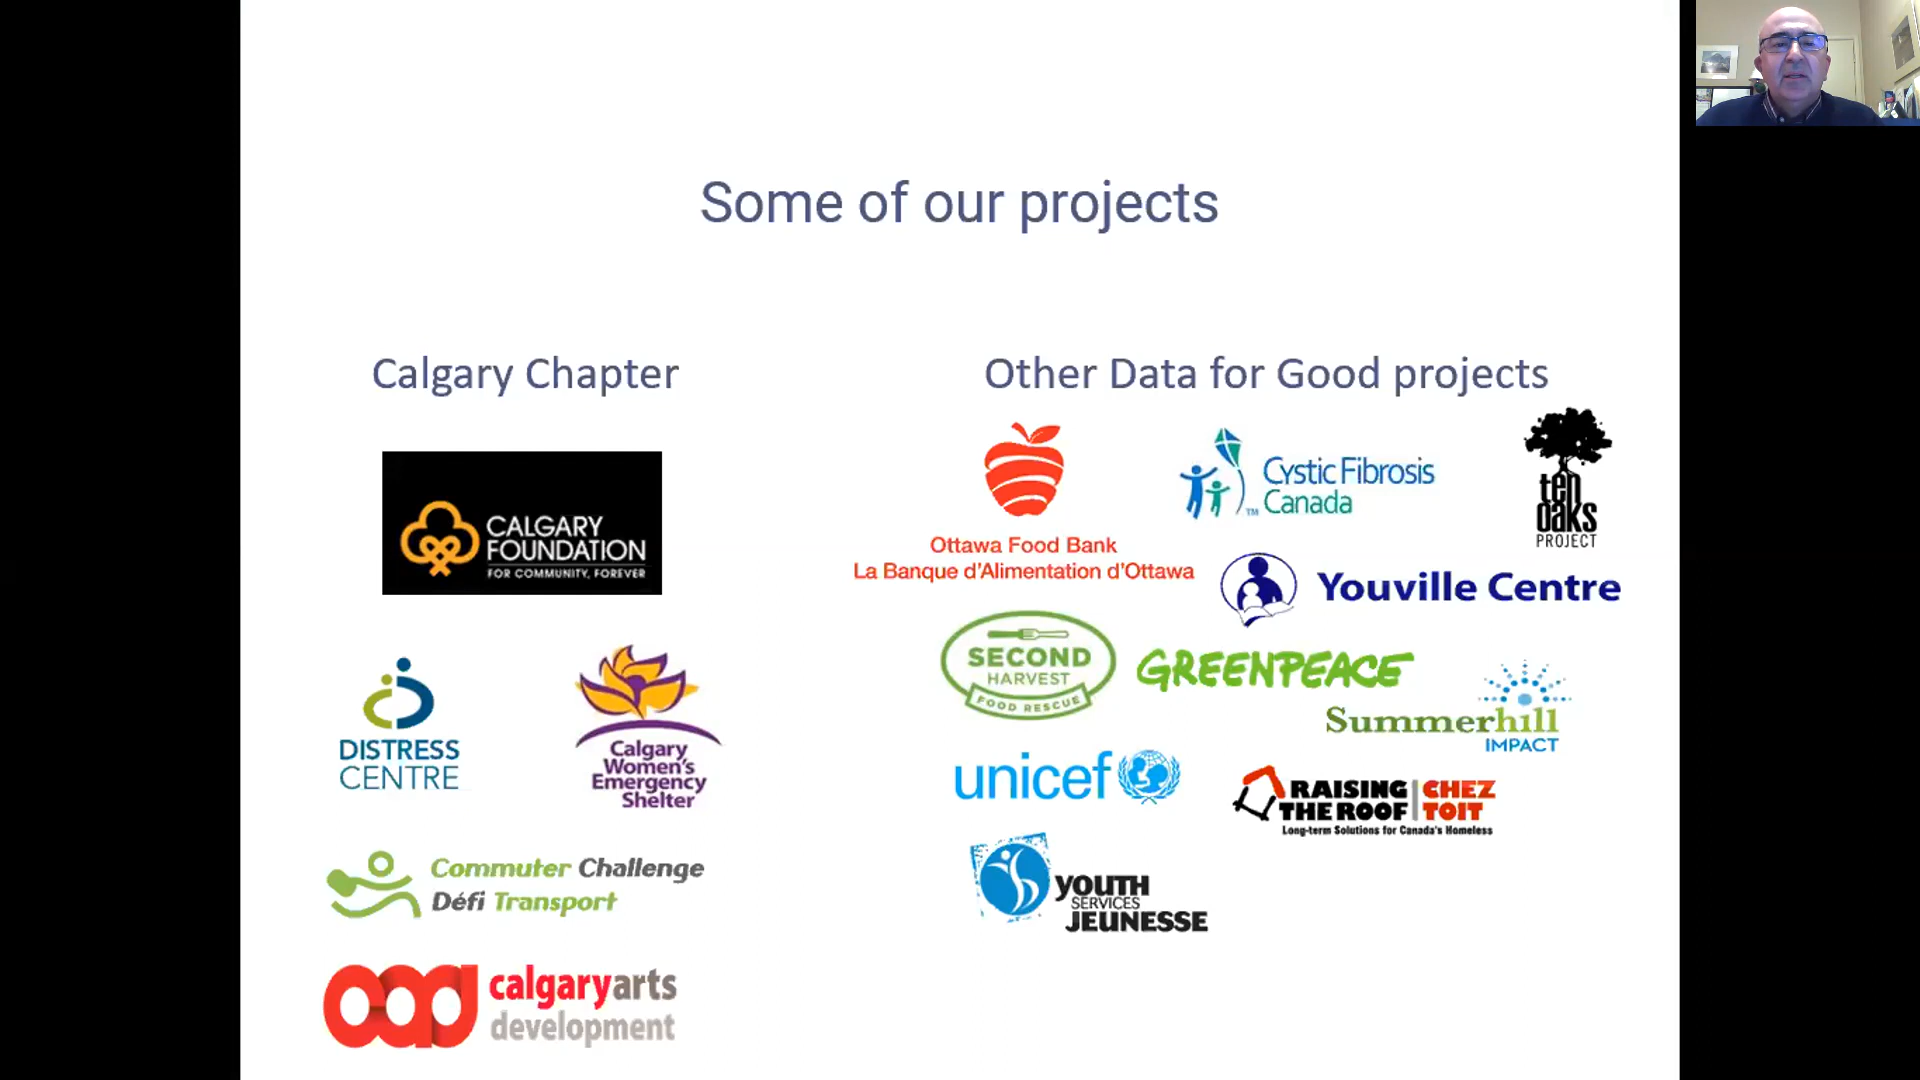 Some of our projects
Calgary Chapter
CALGARY
FOUNDATION
FOR COMMUNITY, FOREVER
DISTRESS
CENTRE
Calgary
Women's
Emergency
Shelter
Commuter Challenge
Défi Transport
calgaryarts
development
Other Data for Good projects
Ottawa Food Bank
La Banque d'Alimentation d'Ottawa
Cystic Fibrosis
Canada
TM
ten
oaks
PROJECT
Youville Centre
SECOND
HARVEST
FOOD RESCUE
GREENPEACE
Summerhill
IMPACT
unicef
RAISING
THE ROOF
CHEZ
TOIT
Long-term Solutions for Canada's Homeless
YOUTH
SERVICES
JEUNESSE